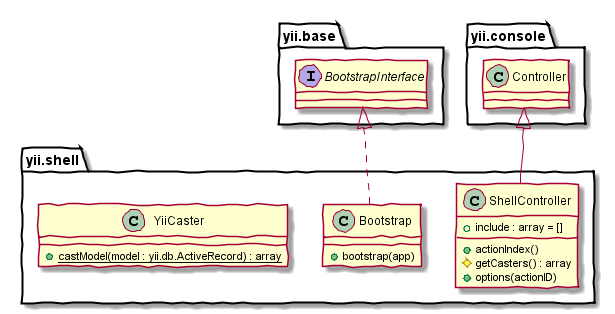 yii.base
yii.console
I BootstrapInterface
C Controller
yii.shell
C YiiCaster
castModel(model : yii.db.ActiveRecord) : array
C Bootstrap
bootstrap(app)
C ShellController
include : array = []
actionIndex()
getCasters() : array
options(actionID)